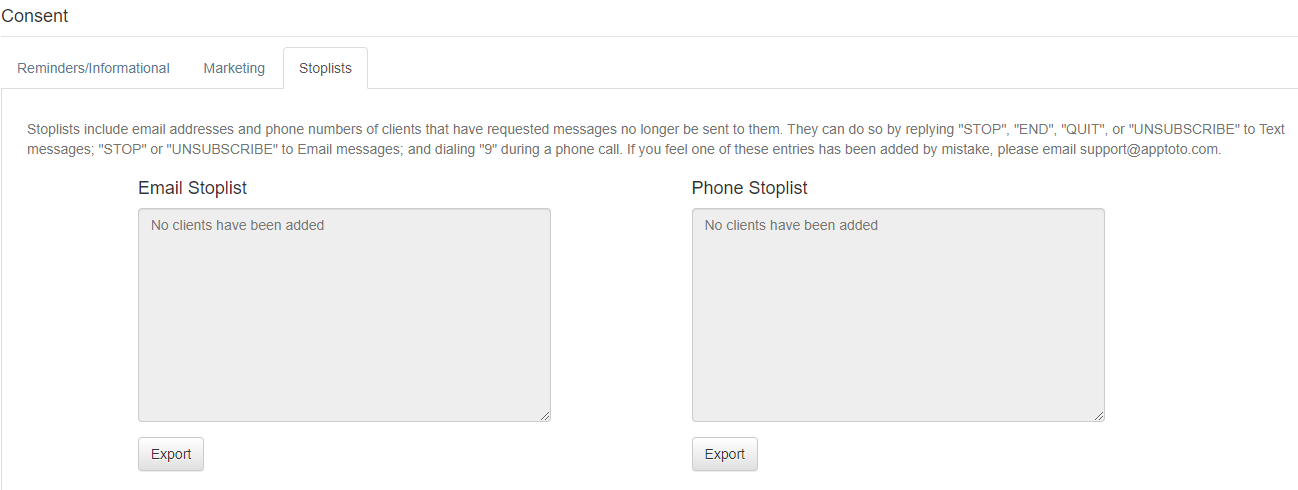 Consent
Reminders/Informational Marketing Stoplists
Stoplists include email addresses and phone numbers of clients that have requested messages no longer be sent to them. They can do so by replying "STOP", "END", "QUIT", or "UNSUBSCRIBE" to Text
messages; "STOP" or "UNSUBSCRIBE" to Email messages; and dialing "9" during a phone call. If you feel one of these entries has been added by mistake, please email support@apptoto.com.
Email Stoplist
No clients have been added
Export
Phone Stoplist
No clients have been added
Export